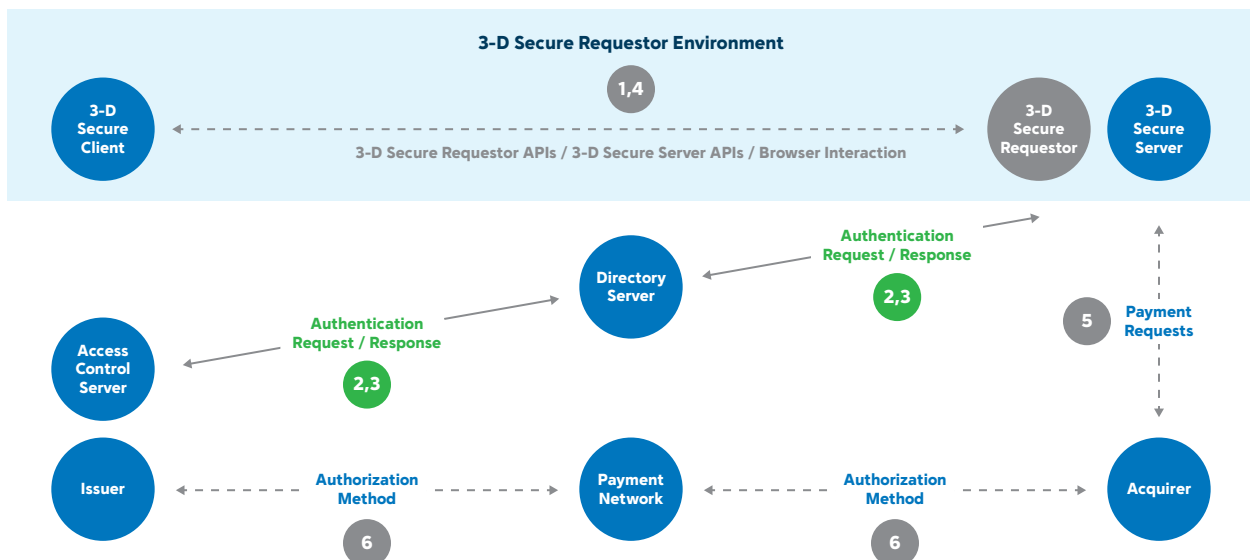 3-D Secure Requestor Environment
1,4
3-D
Secure
Client
3-D
Secure
Requestor
3-D
Secure
Server
3-D Secure Requestor APIs / 3-D Secure Server APIs / Browser Interaction
Authentication
Request / Response
2,3
Directory
Server
5
Payment
Requests
Authentication
Request / Response
2,3
Access
Control
Server
Issuer
Authorization
Method
6
Payment
Network
Authorization
Method
6
Acquirer